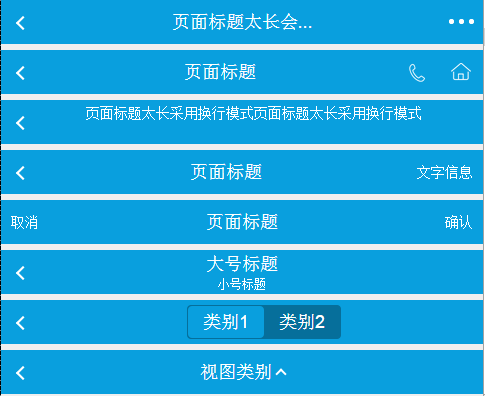 页面标题太长会...
页面标题
页面标题太长采用换行模式页面标题太长采用换行模式
页面标题 文字信息
取消 页面标题 确认
大号标题
小号标题
类别1 类别2
视图类别